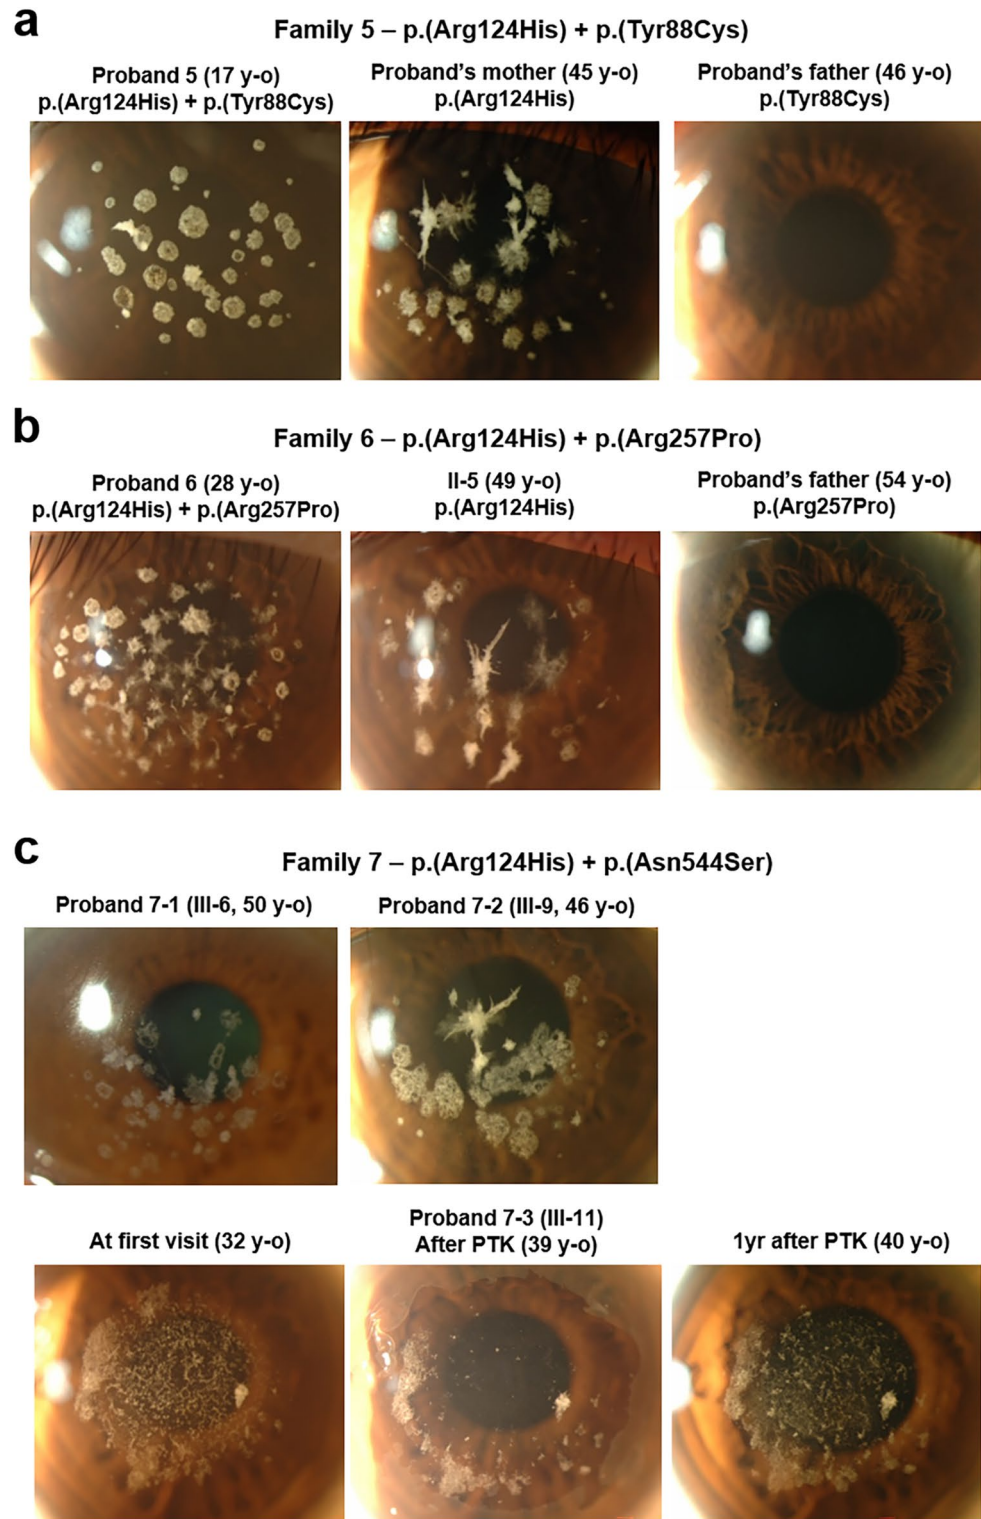 a
Family 5 – p.(Arg124His) + p.(Tyr88Cys)
Proband 5 (17 y-o)
p.(Arg124His) + p.(Tyr88Cys)
Proband's mother (45 y-o)
p.(Arg124His)
Proband's father (46 y-o)
p.(Tyr88Cys)
b
Family 6 – p.(Arg124His) + p.(Arg257Pro)
Proband 6 (28 y-o)
p.(Arg124His) + p.(Arg257Pro)
II-5 (49 y-o)
p.(Arg124His)
Proband's father (54 y-o)
p.(Arg257Pro)
c
Family 7 – p.(Arg124His) + p.(Asn544Ser)
Proband 7-1 (III-6, 50 y-o)
Proband 7-2 (III-9, 46 y-o)
At first visit (32 y-o)
Proband 7-3 (III-11)
After PTK (39 y-o)
1yr after PTK (40 y-o)